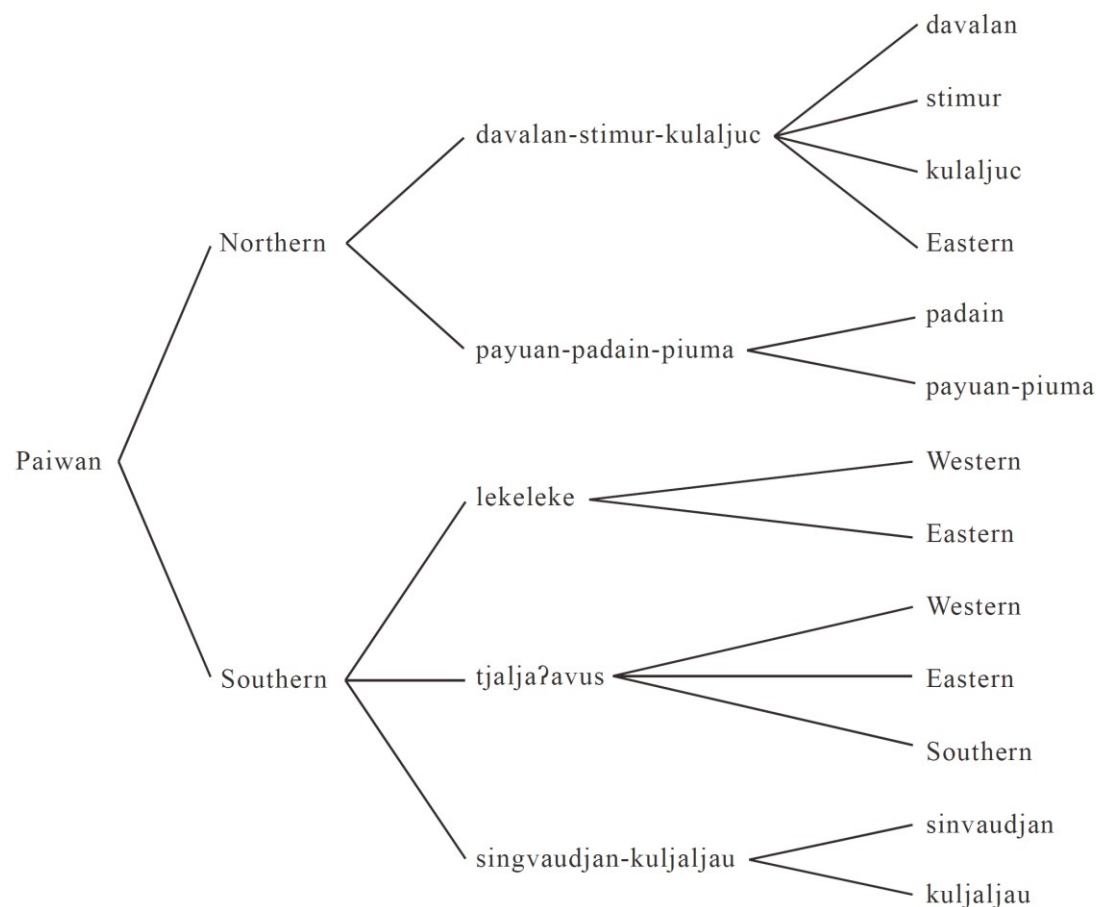 davalan
stimur
davalan-stimur-kulaljuc
kulaljuc
Northern
Eastern
padain
payuan-padain-piuma
payuan-piuma
Paiwan
Western
lekeleke
Eastern
Western
tjaljaʔavus
Southern
Eastern
Southern
sinvaudjan
singvaudjan-kuljaljau
kuljaljau